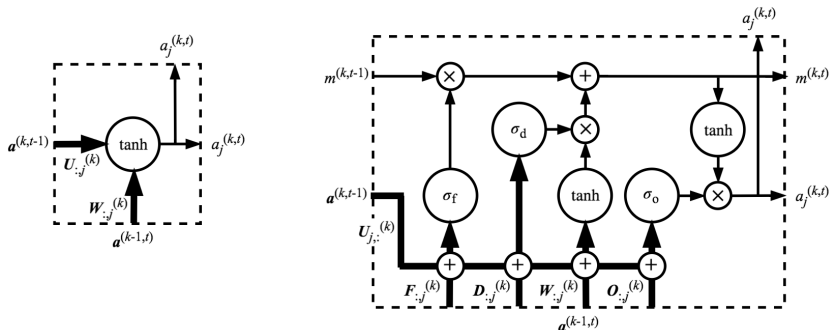 a_j^(k,t)
tanh
a^(k,t-1)
a_j^(k,t)
U_:,j^(k)
W_:,j^(k)
a^(k-1,t)
a_j^(k,t)
m^(k,t-1)
×
+
m^(k,t)
σ_d
×
tanh
a^(k,t-1)
σ_f
tanh
σ_o
×
a_j^(k,t)
U_j,:^(k)
+
+
+
+
F_:,j^(k)
D_:,j^(k)
W_:,j^(k)
O_:,j^(k)
a^(k-1,t)